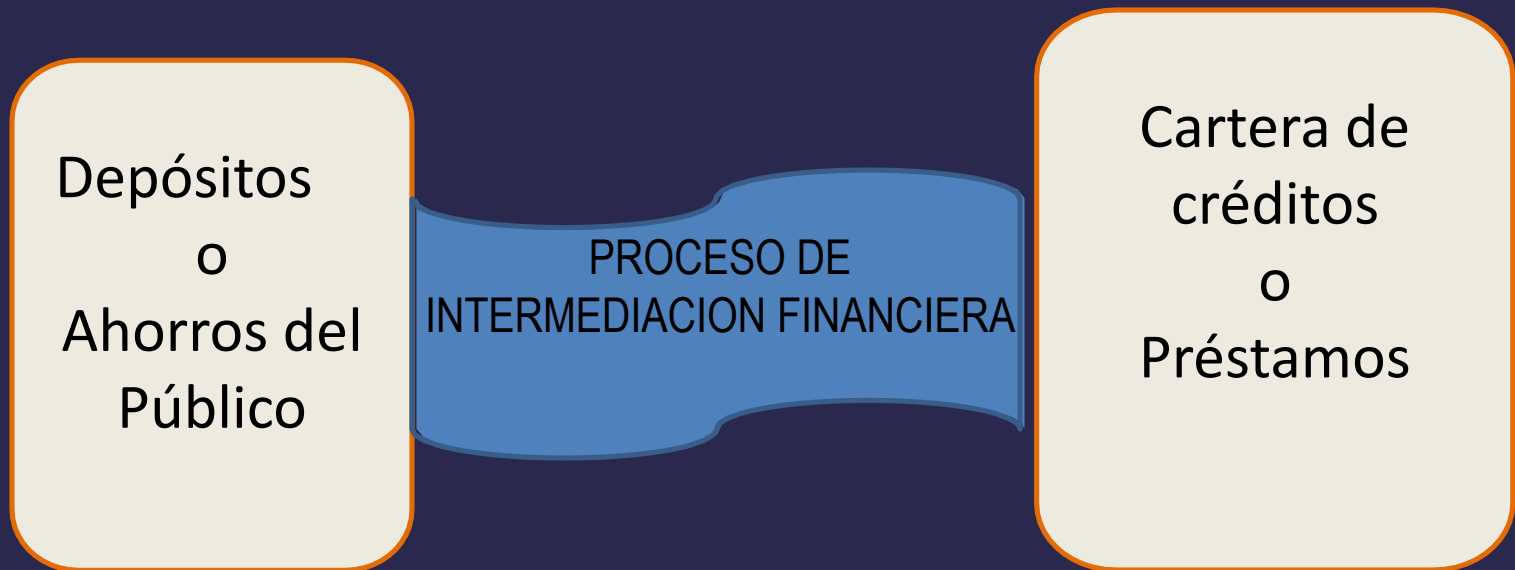 Depósitos
o
Ahorros del
Público
PROCESO DE
INTERMEDIACION FINANCIERA
Cartera de
créditos
o
Préstamos